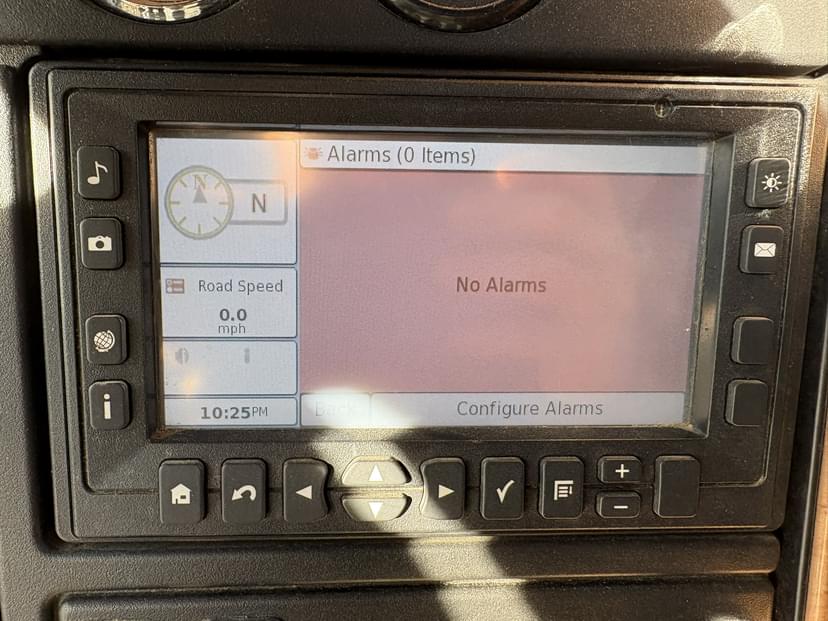 N
Alarms (0 Items)
N
Road Speed
0.0
mph
No Alarms
10:25PM
Back
Configure Alarms
i
+
-